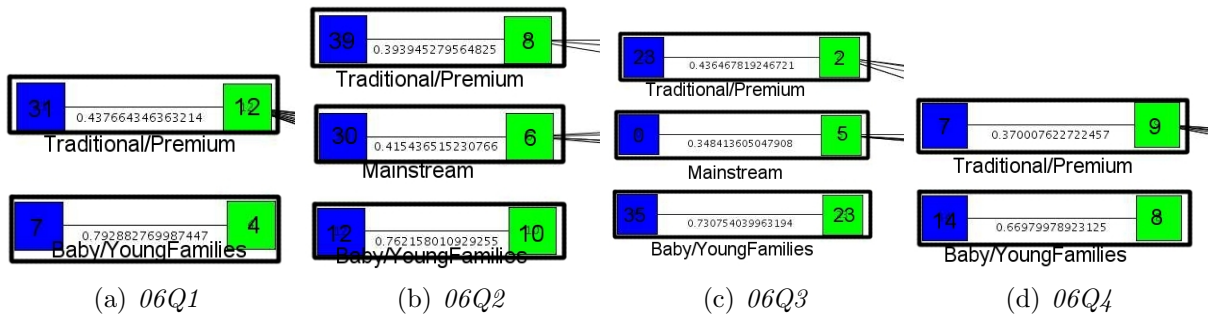 31 0.437664346363214 12
Traditional/Premium
7 0.7928827699874​47 4
Baby/YoungFamilies
(a) 06Q1
39 0.393945279564825 8
Traditional/Premium
30 0.415436515230766 6
Mainstream
12 0.762158010929255 10
Baby/YoungFamilies
(b) 06Q2
23 0.436467819246721 2
Traditional/Premium
0.348413605047908 5
Mainstream
35 0.730754039963194 23
Baby/YoungFamilies
(c) 06Q3
7 0.370007622722457 9
Traditional/Premium
14 0.66979978923125 8
Baby/YoungFamilies
(d) 06Q4